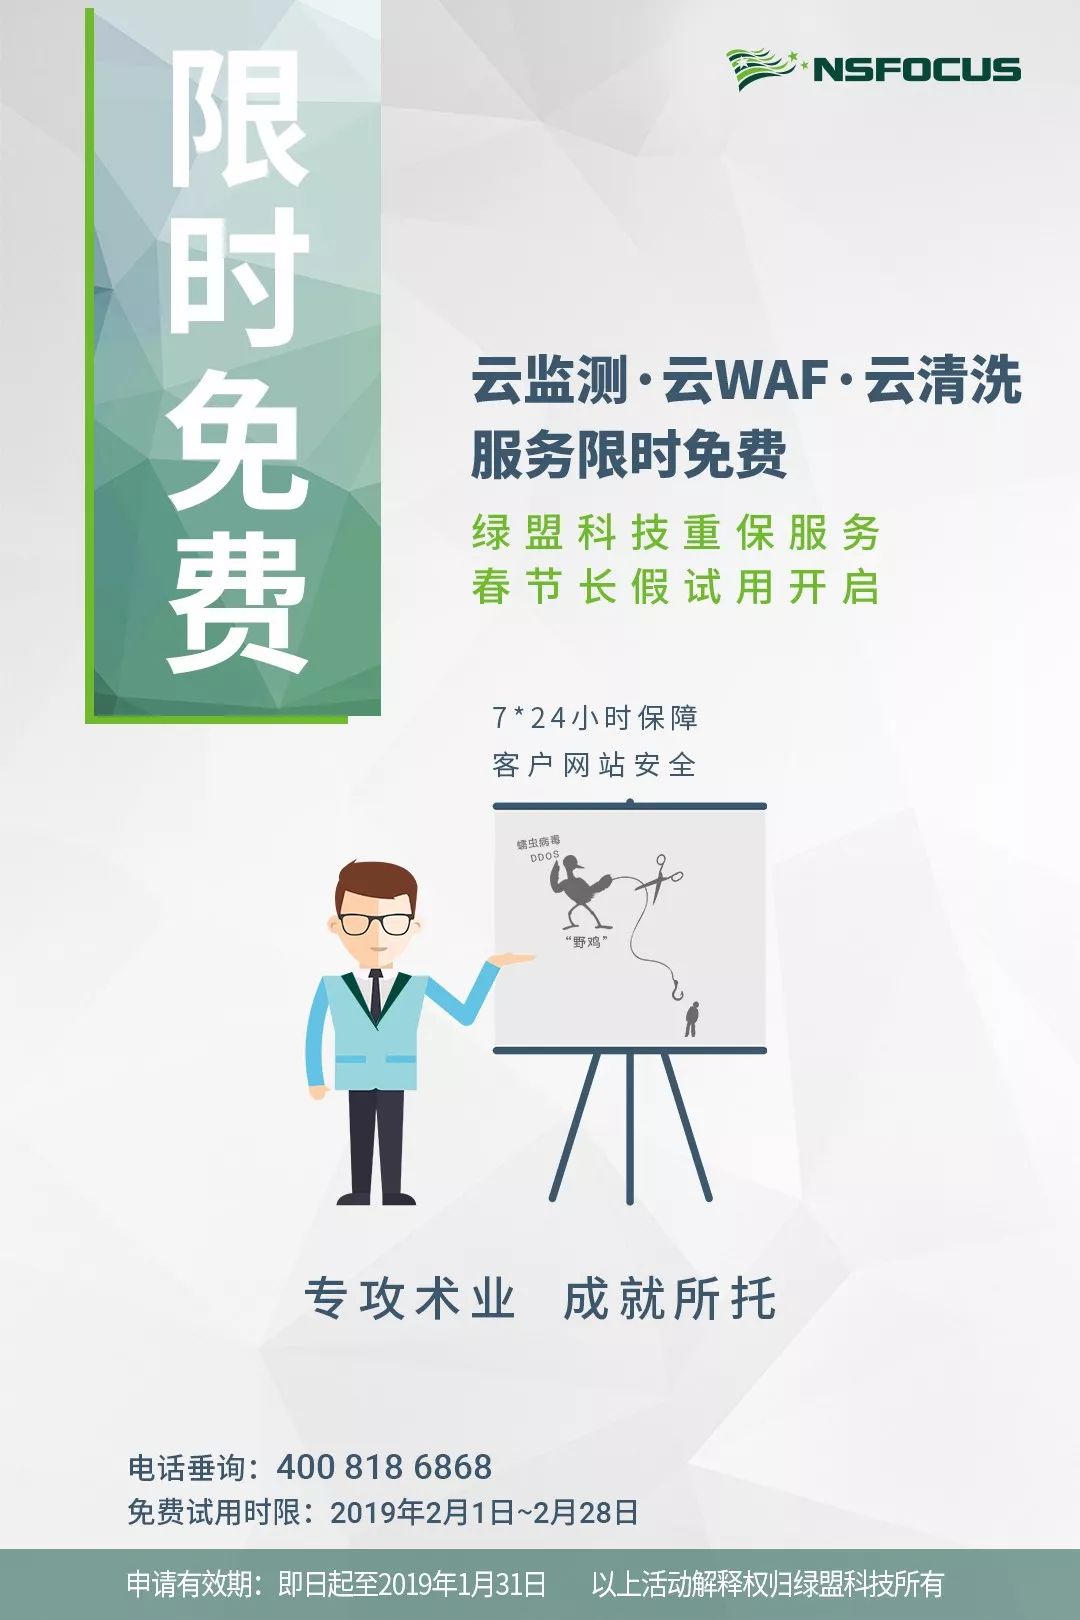 限时免费
NSFOCUS
云监测·云WAF·云清洗
服务限时免费
绿盟科技重保服务
春节长假试用开启
7*24小时保障
客户网站安全
蠕虫病毒
DDOS
“野鸡”
专攻术业 成就所托
电话垂询：400 818 6868
免费试用时限：2019年2月1日~2月28日
申请有效期：即日起至2019年1月31日 以上活动解释权归绿盟科技所有